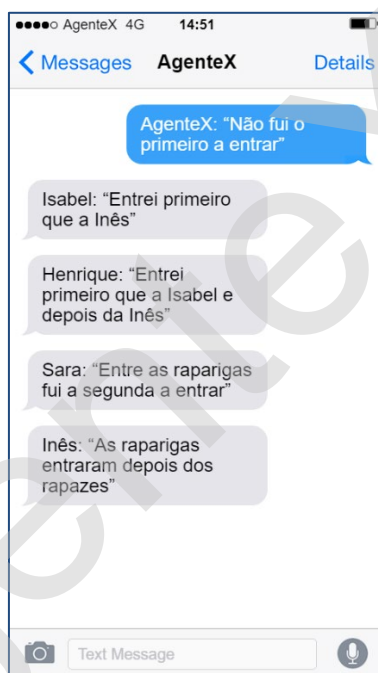 AgenteX 4G 14:51
Messages AgenteX Details
AgenteX: “Não fui o
primeiro a entrar”
Isabel: “Entrei primeiro
que a Inês”
Henrique: “Entrei
primeiro que a Isabel e
depois da Inês”
Sara: “Entre as raparigas
fui a segunda a entrar”
Inês: “As raparigas
entraram depois dos
rapazes”
Text Message